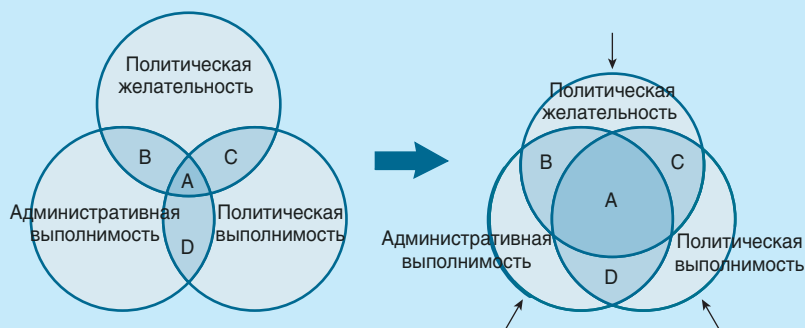 Политическая
желательность
B
C
A
Административная
выполнимость
Политическая
выполнимость
D
Политическая
желательность
B
C
A
Административная
выполнимость
Политическая
выполнимость
D